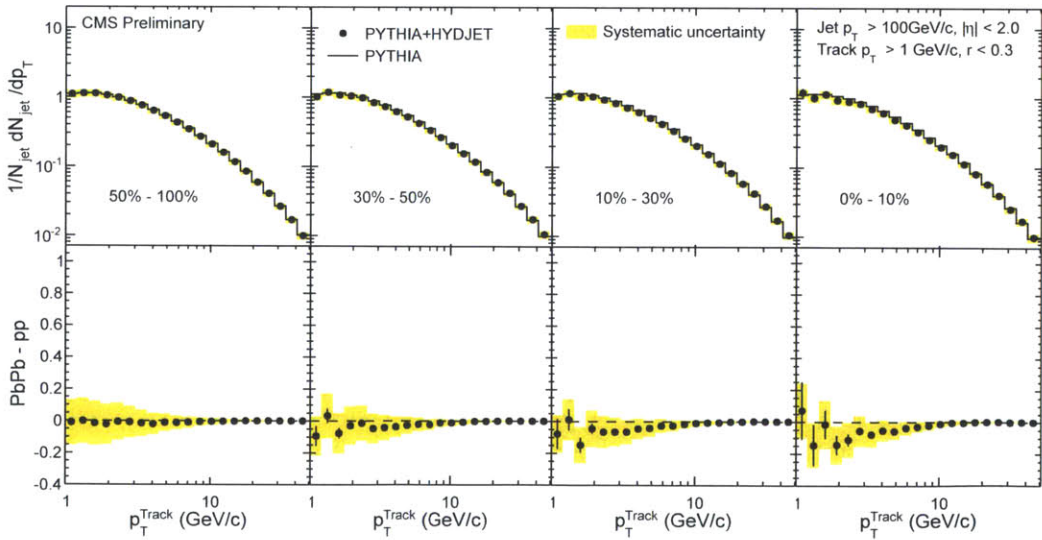 CMS Preliminary
PYTHIA+HYDJET
PYTHIA
Systematic uncertainty
Jet p_T > 100GeV/c, |η| < 2.0
Track p_T > 1 GeV/c, r < 0.3
1/N_jet dN_jet /dp_T
10
1
10^-1
10^-2
50% - 100%
30% - 50%
10% - 30%
0% - 10%
PbPb - pp
1
0.8
0.6
0.4
0.2
0
-0.2
-0.4
1 10
1 10
1 10
1 10
p_T^Track (GeV/c)
p_T^Track (GeV/c)
p_T^Track (GeV/c)
p_T^Track (GeV/c)